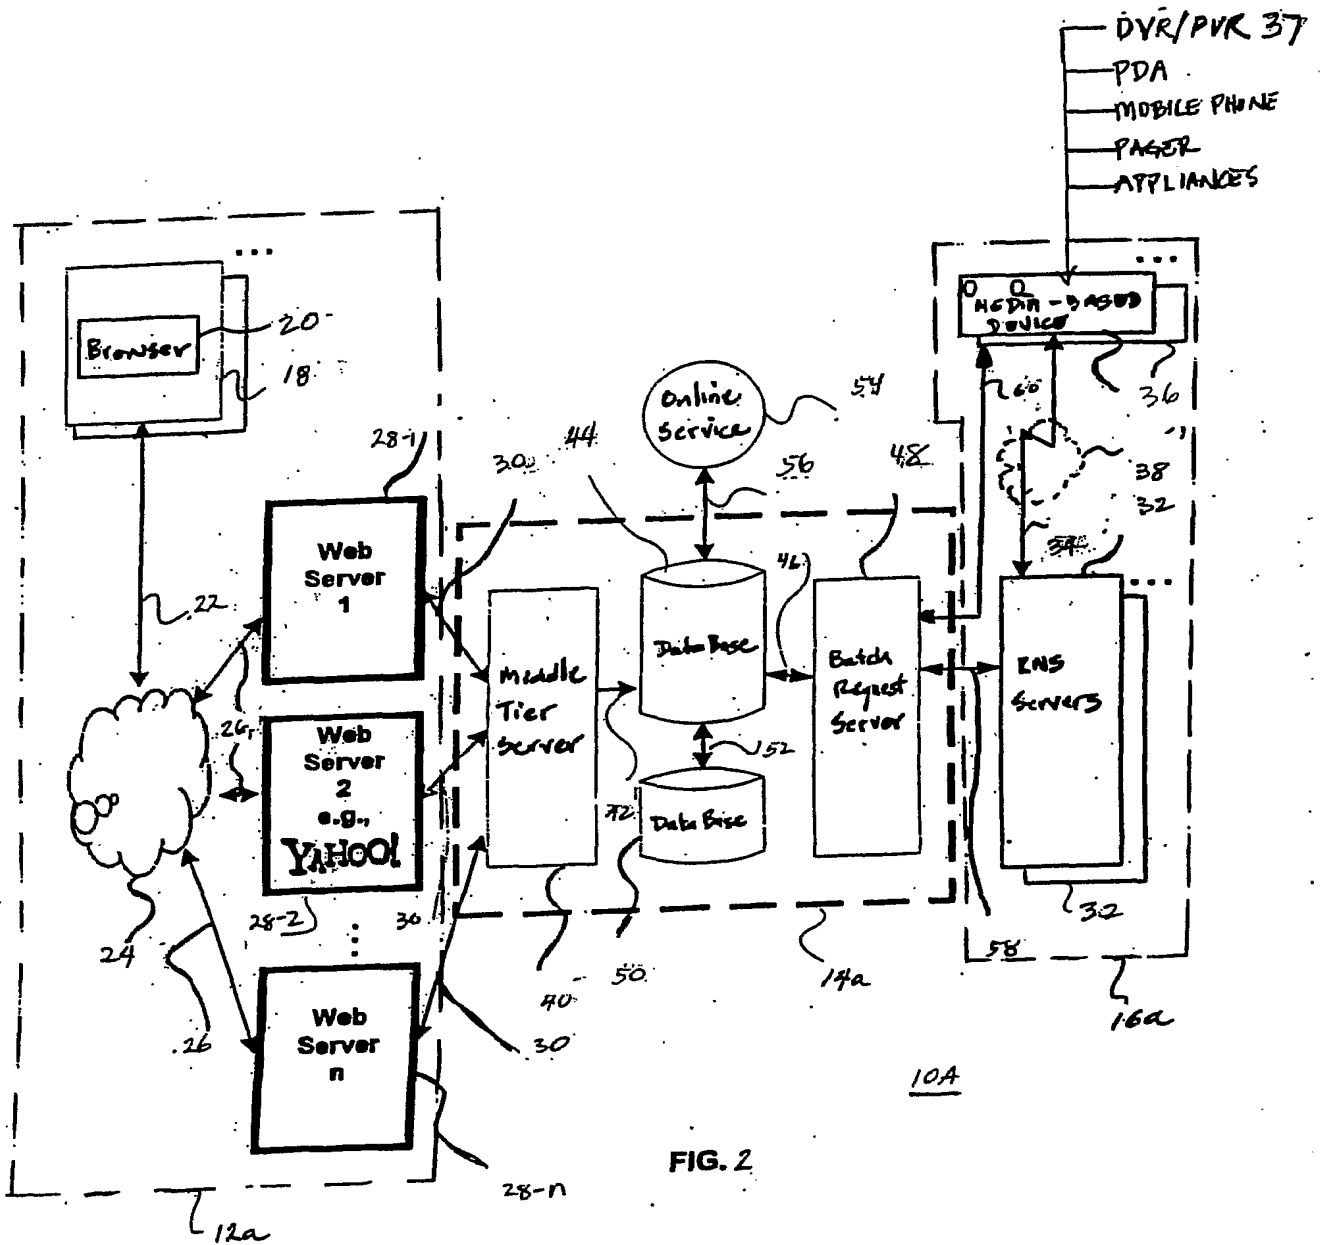 DVR/PVR 37
PDA
MOBILE PHONE
PAGER
APPLIANCES
...
Browser
20
18
...
MEDIA-BASED
DEVICE
60
36
38
32
34
28-1
30
44
Online
Service
54
56
48
46
22
26
Web
Server
1
Web
Server
2
e.g.,
YAHOO!
28-2
30
Middle
Tier
Server
Data Base
52
Data Base
Batch
Request
Server
RNS
Servers
...
32
58
24
26
Web
Server
n
30
40
50
14a
16a
10A
28-n
12a
FIG. 2